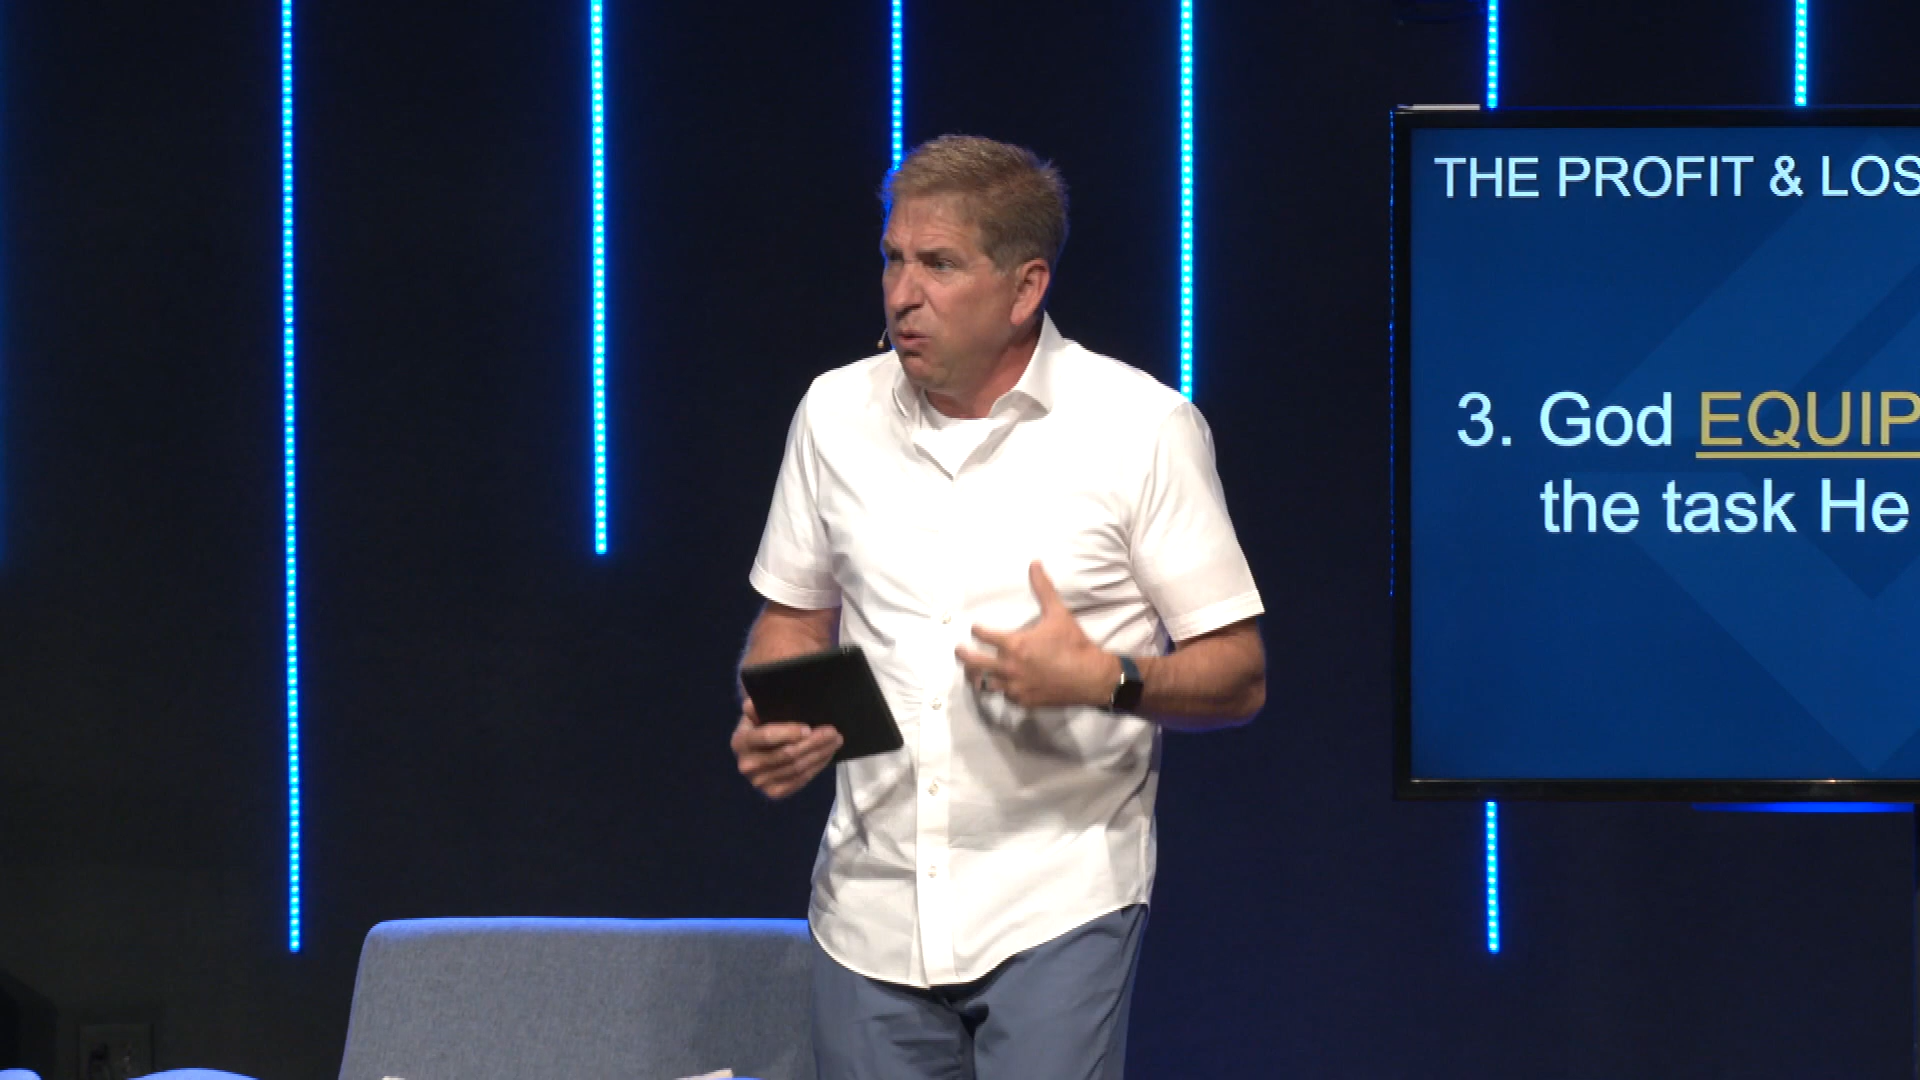 THE PROFIT & LOS
3. God EQUIP
the task He